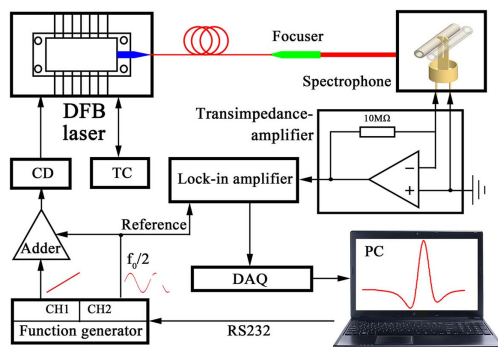 Focuser
Spectrophone
DFB
laser
Transimpedance-
amplifier
10MΩ
CD
TC
Lock-in amplifier
Reference
Adder
f₀/2
DAQ
PC
CH1
CH2
Function generator
RS232